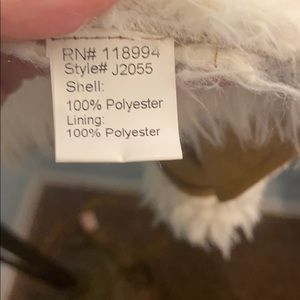 RN# 118994
Style# J2055
Shell:
100% Polyester
Lining:
100% Polyester